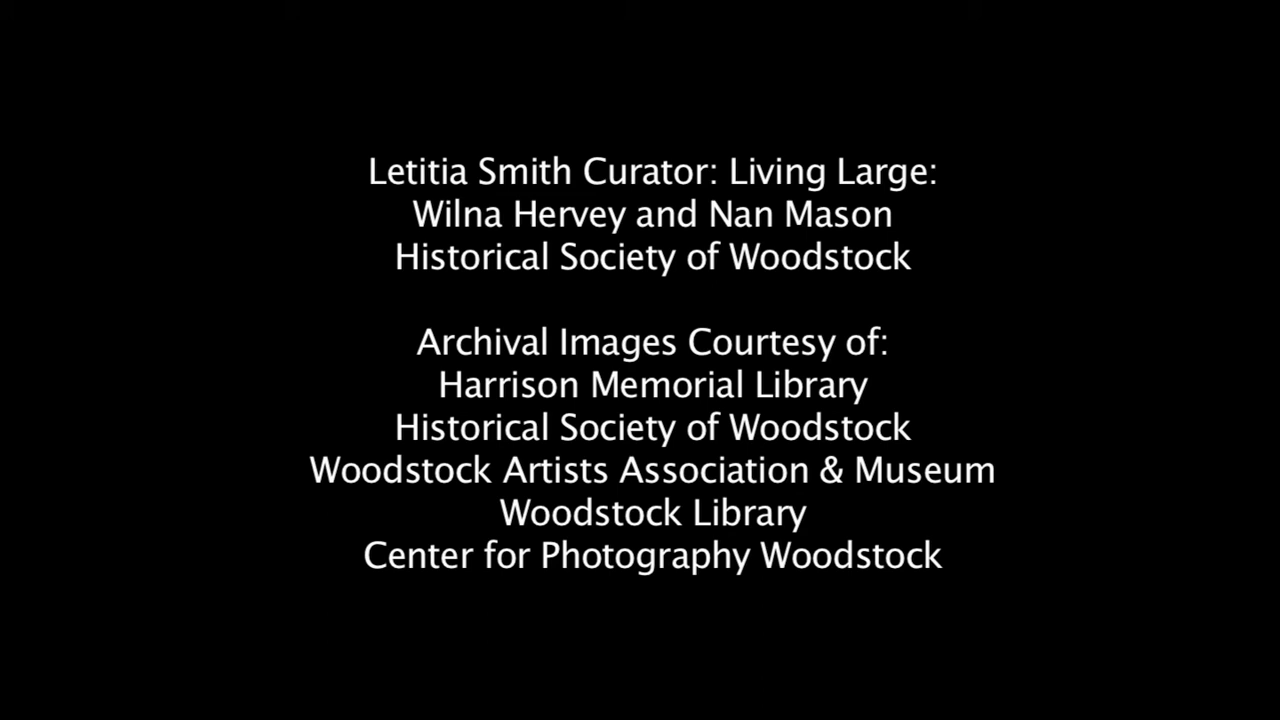 Letitia Smith Curator: Living Large:
Wilna Hervey and Nan Mason
Historical Society of Woodstock
Archival Images Courtesy of:
Harrison Memorial Library
Historical Society of Woodstock
Woodstock Artists Association & Museum
Woodstock Library
Center for Photography Woodstock